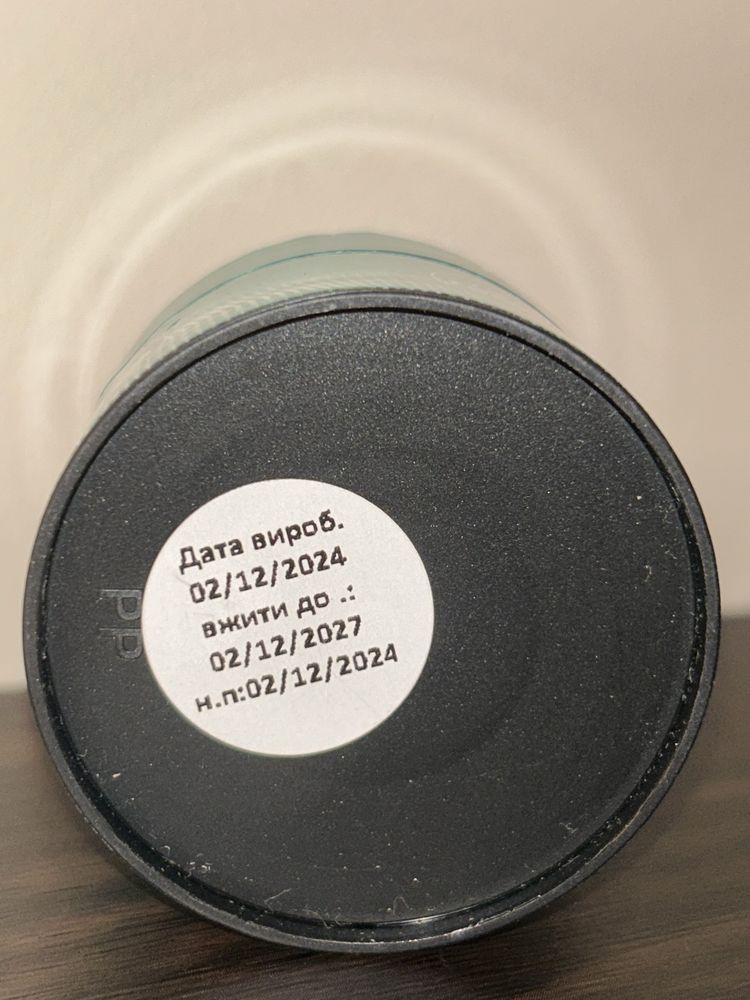 Дата вироб.
02/12/2024
вжити до .:
02/12/2027
н.п:02/12/2024
PP